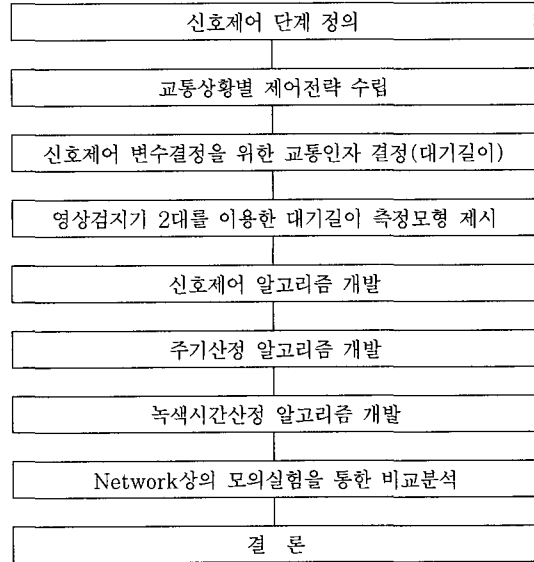 신호제어 단계 정의
교통상황별 제어전략 수립
신호제어 변수결정을 위한 교통인자 결정(대기길이)
영상검지기 2대를 이용한 대기길이 측정모형 제시
신호제어 알고리즘 개발
주기산정 알고리즘 개발
녹색시간산정 알고리즘 개발
Network상의 모의실험을 통한 비교분석
결 론